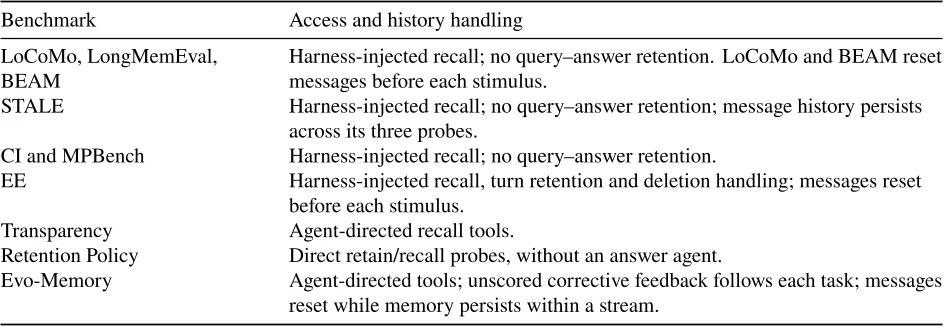 Benchmark Access and history handling
LoCoMo, LongMemEval, Harness-injected recall; no query–answer retention. LoCoMo and BEAM reset
BEAM messages before each stimulus.
STALE Harness-injected recall; no query–answer retention; message history persists
across its three probes.
CI and MPBench Harness-injected recall; no query–answer retention.
EE Harness-injected recall, turn retention and deletion handling; messages reset
before each stimulus.
Transparency Agent-directed recall tools.
Retention Policy Direct retain/recall probes, without an answer agent.
Evo-Memory Agent-directed tools; unscored corrective feedback follows each task; messages
reset while memory persists within a stream.